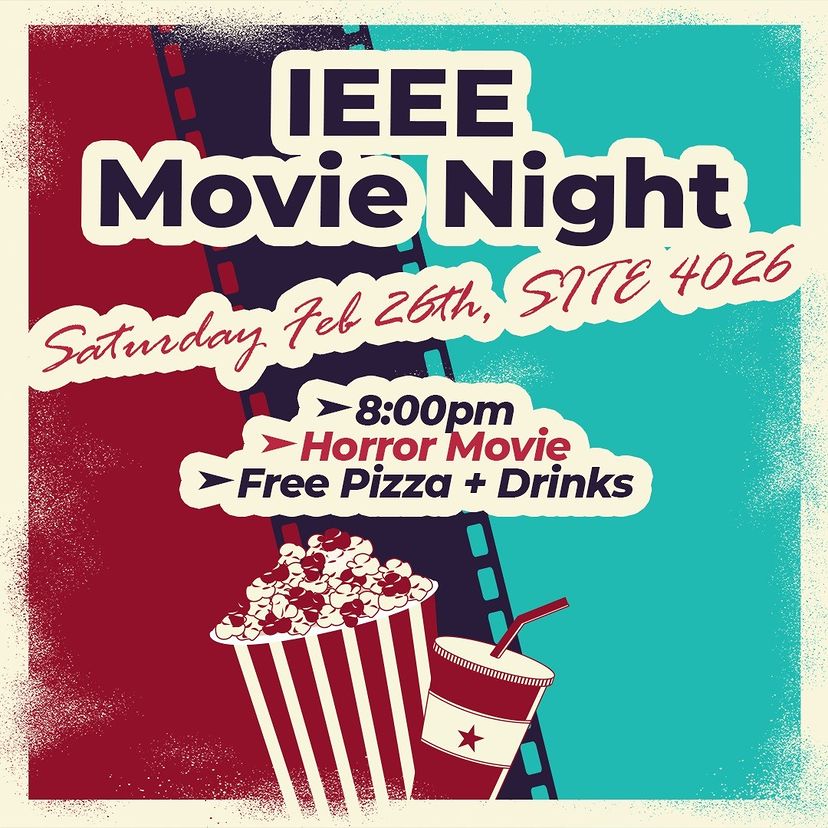 IEEE
Movie Night
Saturday Feb 26th, SITE 4026
➤8:00pm
➤Horror Movie
➤Free Pizza + Drinks